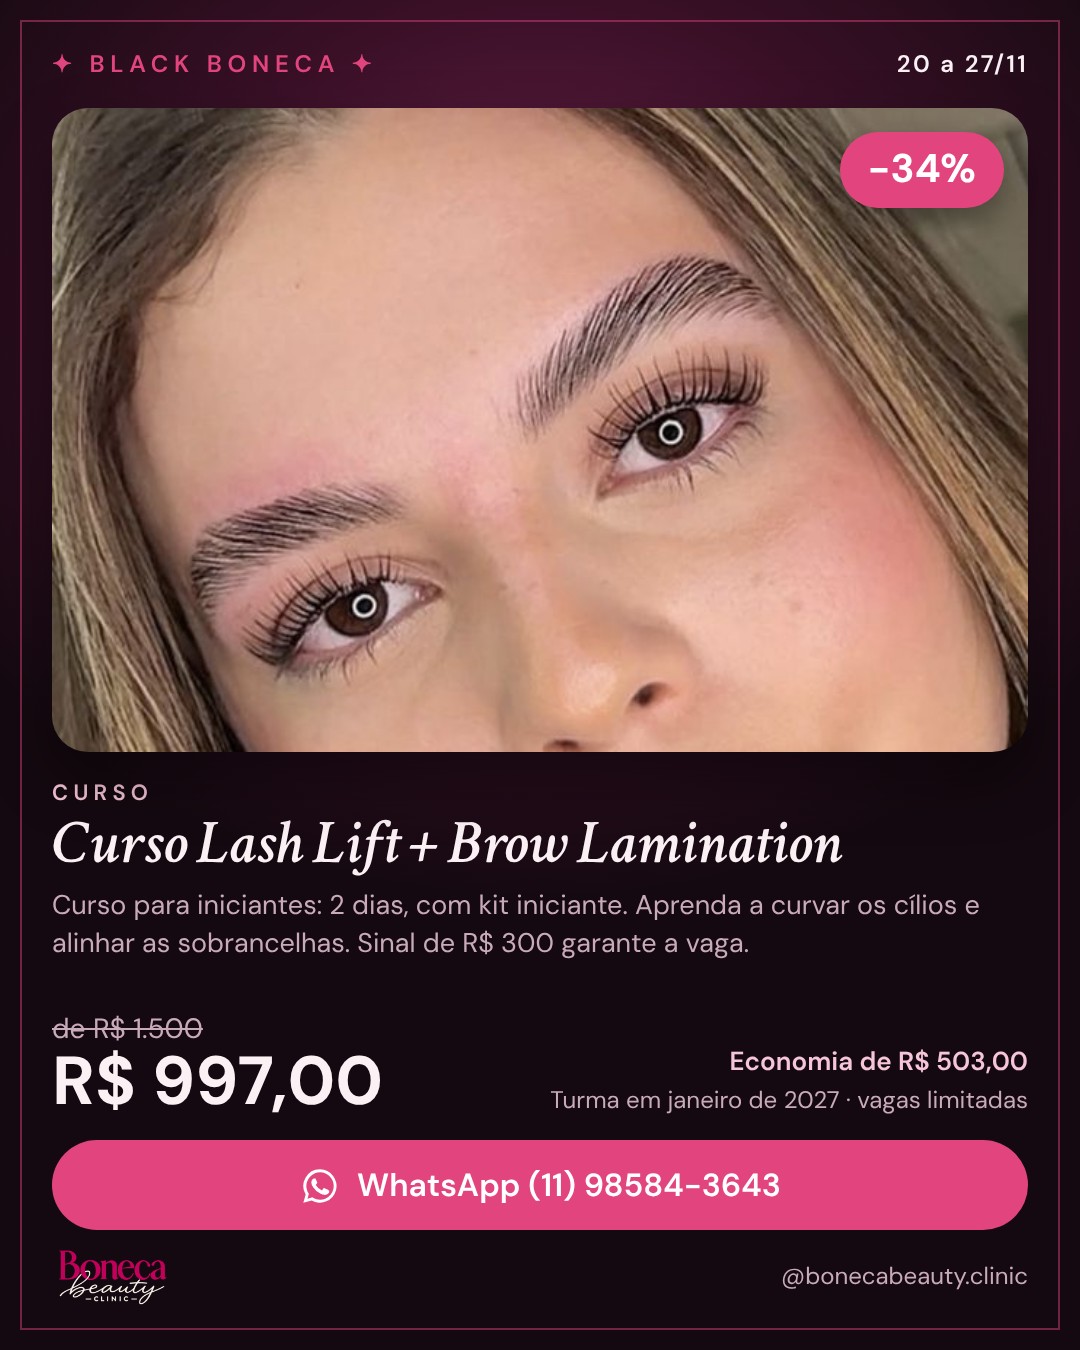 ✦ BLACK BONECA ✦
20 a 27/11
-34%
CURSO
Curso Lash Lift + Brow Lamination
Curso para iniciantes: 2 dias, com kit iniciante. Aprenda a curvar os cílios e
alinhar as sobrancelhas. Sinal de R$ 300 garante a vaga.
de R$ 1.500
R$ 997,00
Economia de R$ 503,00
Turma em janeiro de 2027 · vagas limitadas
WhatsApp (11) 98584-3643
Boneca
beauty
CLINIC
@bonecabeauty.clinic